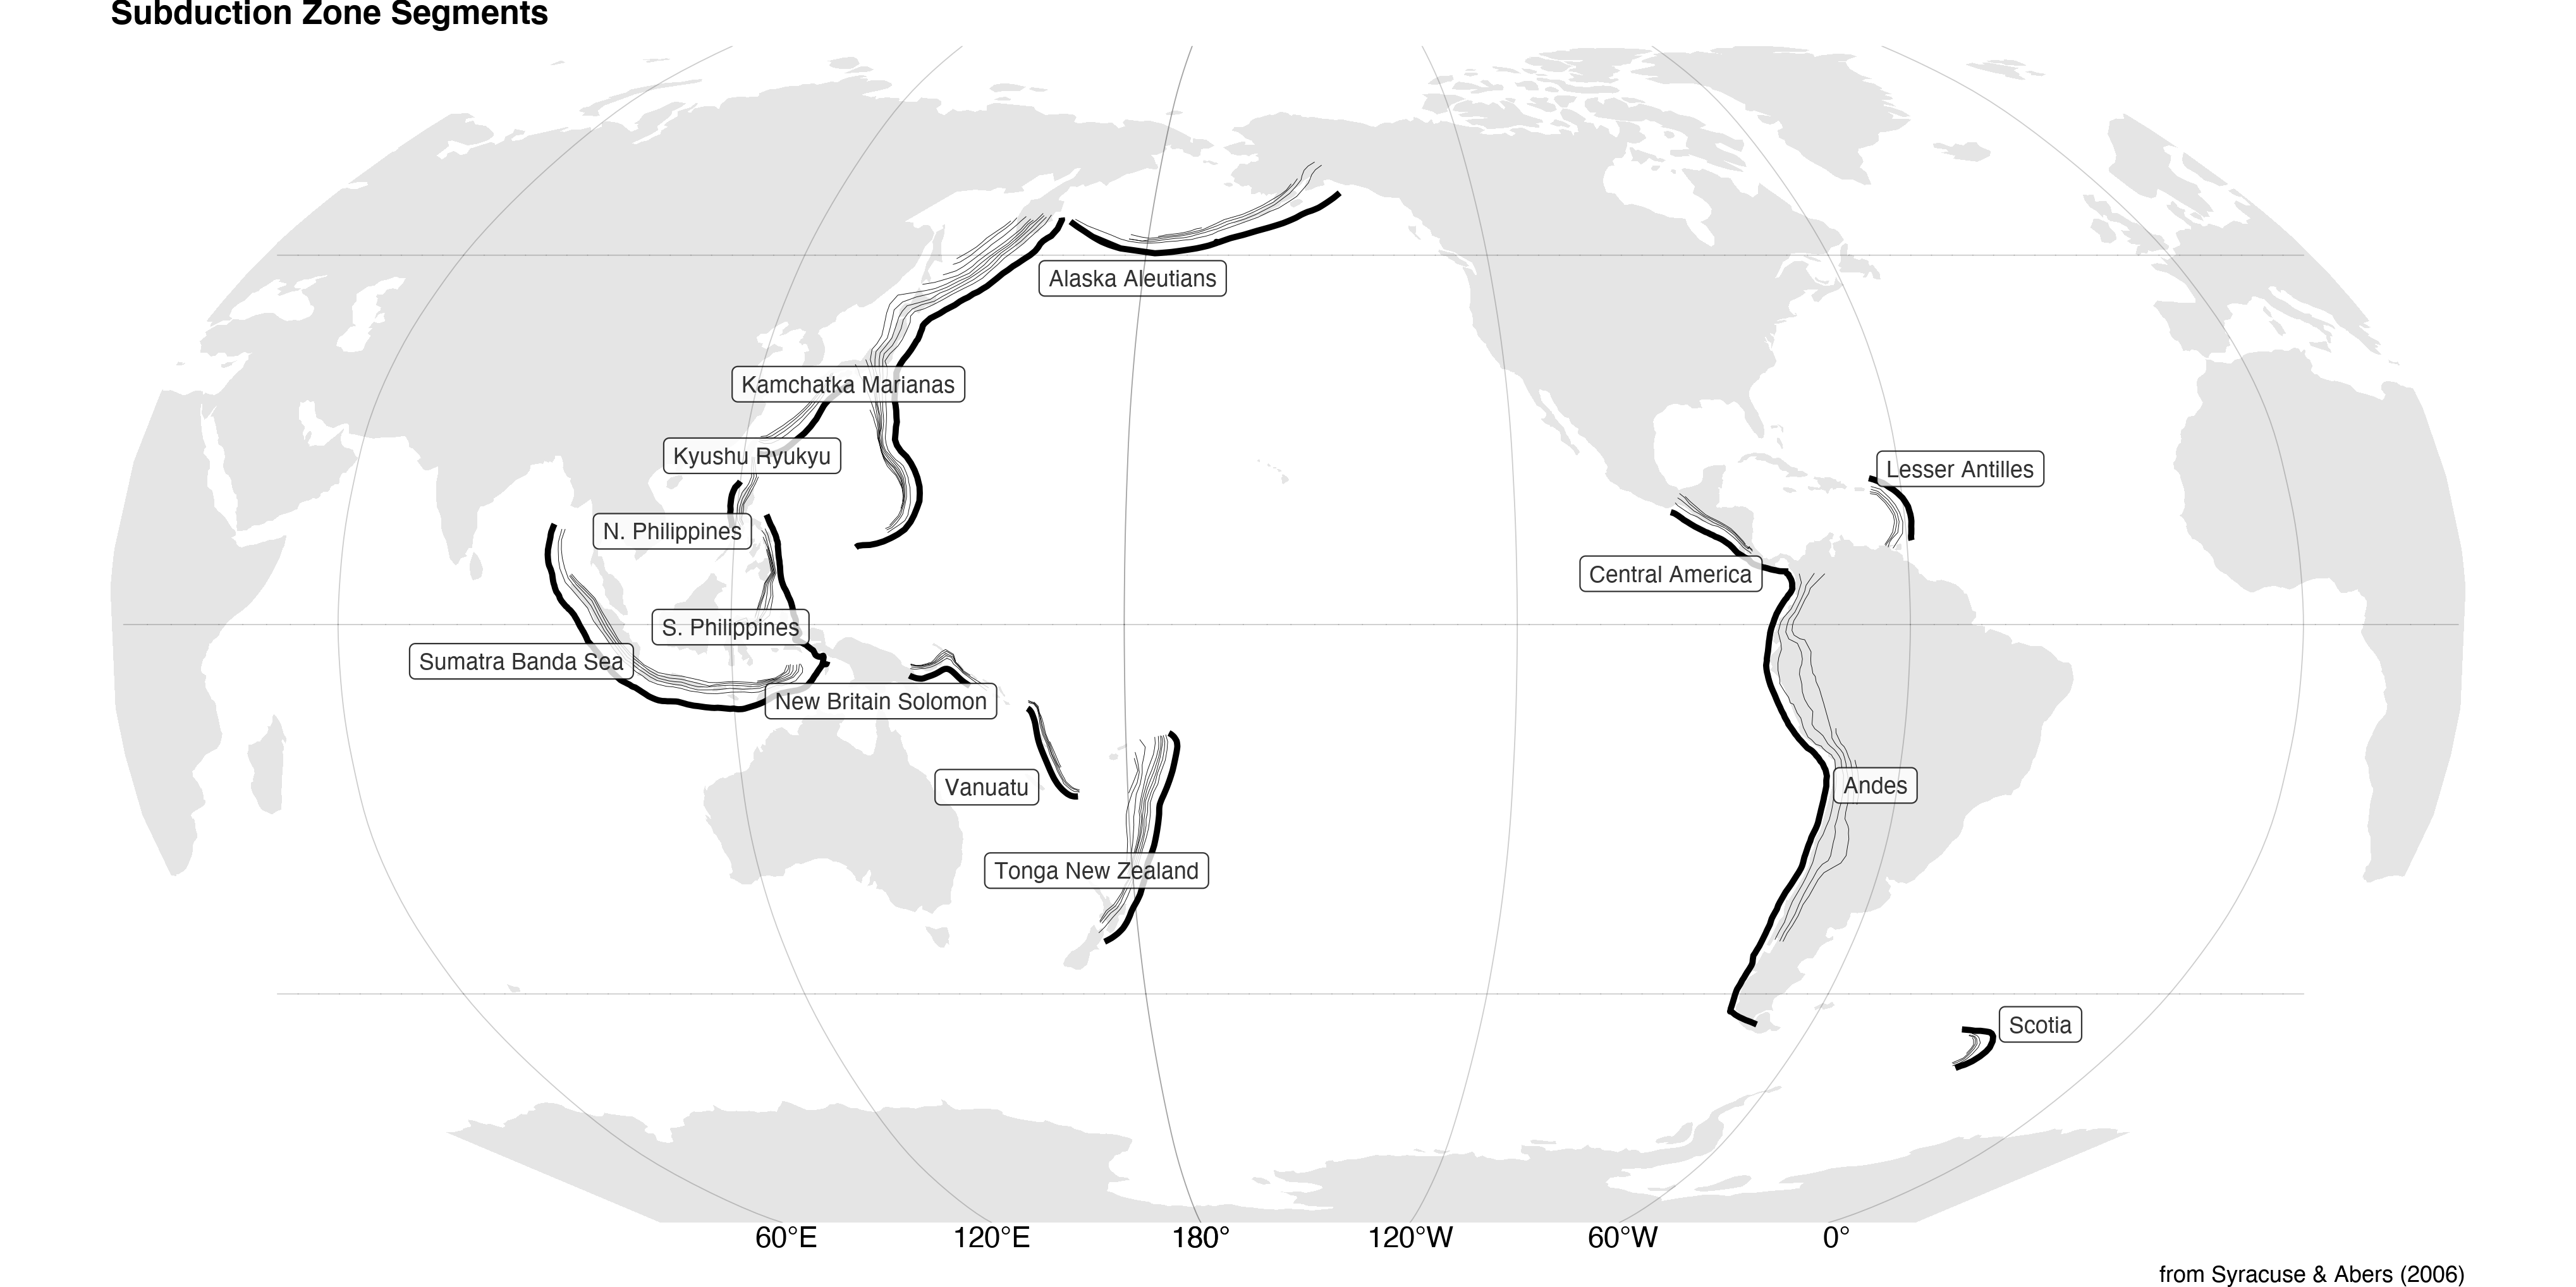 Subduction Zone Segments
Alaska Aleutians
Kamchatka Marianas
Kyushu Ryukyu
Lesser Antilles
N. Philippines
Central America
S. Philippines
Sumatra Banda Sea
New Britain Solomon
Vanuatu
Andes
Tonga New Zealand
Scotia
60°E 120°E 180° 120°W 60°W 0°
from Syracuse & Abers (2006)